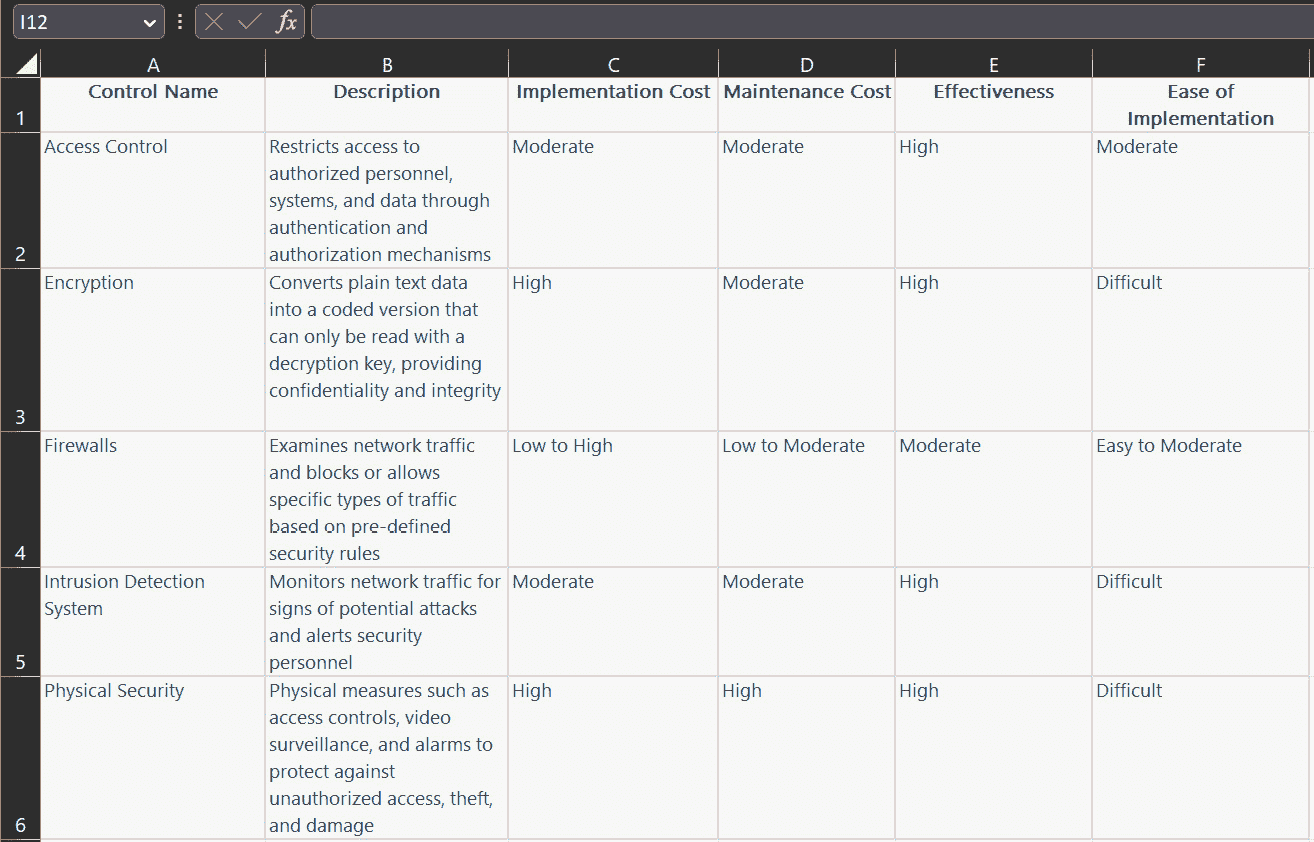 I12
fx
A B C D E F
1
Control Name
Description
Implementation Cost
Maintenance Cost
Effectiveness
Ease of
Implementation
2
Access Control
Restricts access to
authorized personnel,
systems, and data through
authentication and
authorization mechanisms
Moderate
Moderate
High
Moderate
3
Encryption
Converts plain text data
into a coded version that
can only be read with a
decryption key, providing
confidentiality and integrity
High
Moderate
High
Difficult
4
Firewalls
Examines network traffic
and blocks or allows
specific types of traffic
based on pre-defined
security rules
Low to High
Low to Moderate
Moderate
Easy to Moderate
5
Intrusion Detection
System
Monitors network traffic for
signs of potential attacks
and alerts security
personnel
Moderate
Moderate
High
Difficult
6
Physical Security
Physical measures such as
access controls, video
surveillance, and alarms to
protect against
unauthorized access, theft,
and damage
High
High
High
Difficult